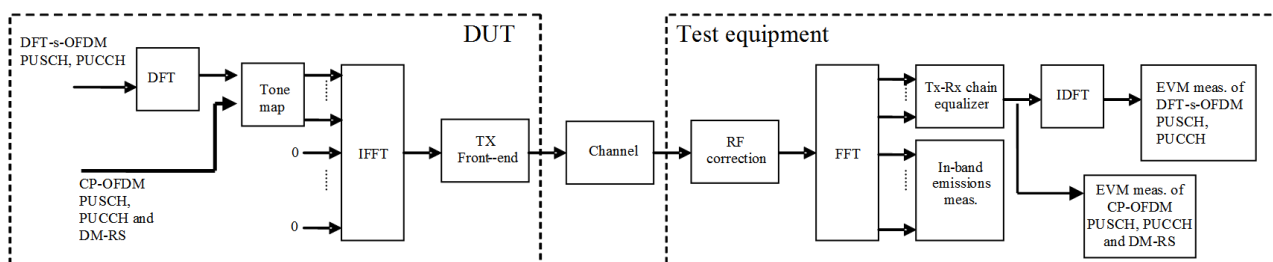 DUT
Test equipment
DFT-s-OFDM
PUSCH, PUCCH
DFT
Tone
map
0
0
CP-OFDM
PUSCH,
PUCCH and
DM-RS
IFFT
TX
Front--end
Channel
RF
correction
FFT
Tx-Rx chain
equalizer
IDFT
EVM meas. of
DFT-s-OFDM
PUSCH,
PUCCH
In-band
emissions
meas.
EVM meas. of
CP-OFDM
PUSCH, PUCCH
and DM-RS